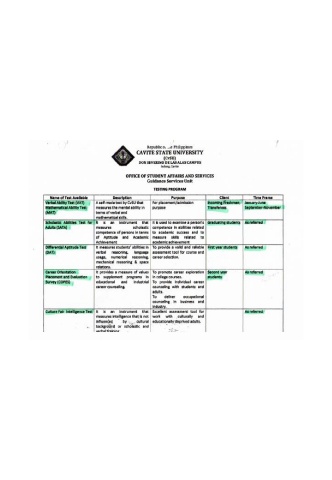 Republic of Philippines
CAVITE STATE UNIVERSITY
(CvSU)
DON SEVERINO DE LAS ALAS CAMPUS
Indang, Cavite
OFFICE OF STUDENT AFFAIRS AND SERVICES
Guidance Services Unit
TESTING PROGRAM
Name of Test Available Description Purpose Client Time Frame
Verbal Ability Test (VAT) A self-made test by CvSU that For placement/admission Incoming Freshmen January-June
Mathematical Ability Test measures the mental ability in purpose Transferees September-November
(MAT) terms of verbal and
mathematical skills.
Scholastic Abilities Test for It is an instrument that It is used to examine a person's Graduating students As referred
Adults (SATA) measures scholastic competence in abilities related
competence of persons in terms to academic success and to
of Aptitude and Academic measure skills related to
Achievement academic achievement
Differential Aptitude Test It measures students' abilities in To provide a valid and reliable First year students As referred
(DAT) verbal reasoning, language assessment tool for course and
usage, numerical reasoning, career selection.
mechanical reasoning & space
relations.
Career Orientation It provides a measure of values To promote career exploration Second year As referred
Placement and Evaluation to supplement programs in in college courses. students
Survey (COPES) educational and industrial To provide individual career
career counseling. counseling with students and
adults.
To deliver occupational
counseling in business and
industry.
Culture Fair Intelligence Test It is an instrument that Excellent assessment tool for As referred
measures intelligence that is not work with culturally and
by cultural educationally deprived adults.
background or scholastic and
verbal training